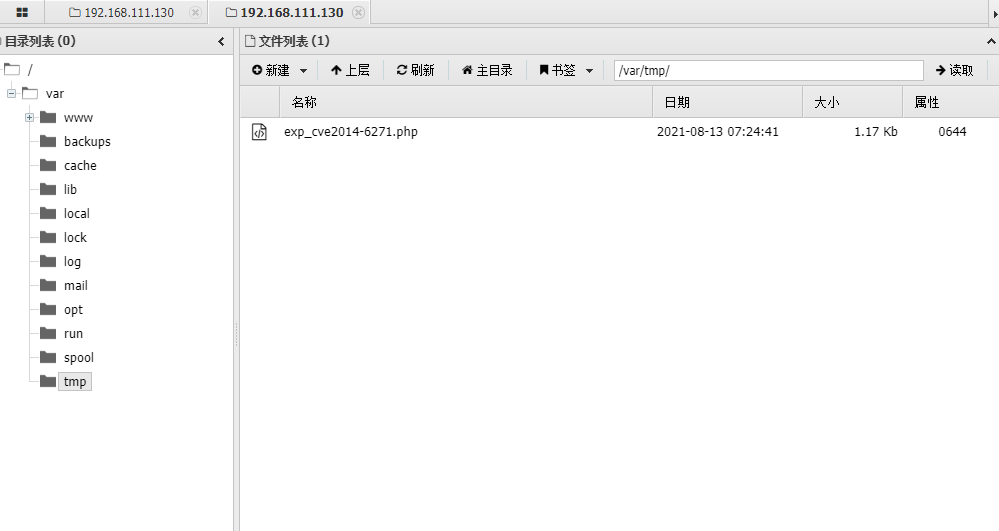 192.168.111.130
192.168.111.130
目录列表 (0)
文件列表 (1)
新建
上层
刷新
主目录
书签
/var/tmp/
读取
名称
日期
大小
属性
/
var
www
backups
cache
lib
local
lock
log
mail
opt
run
spool
tmp
exp_cve2014-6271.php
2021-08-13 07:24:41
1.17 Kb
0644